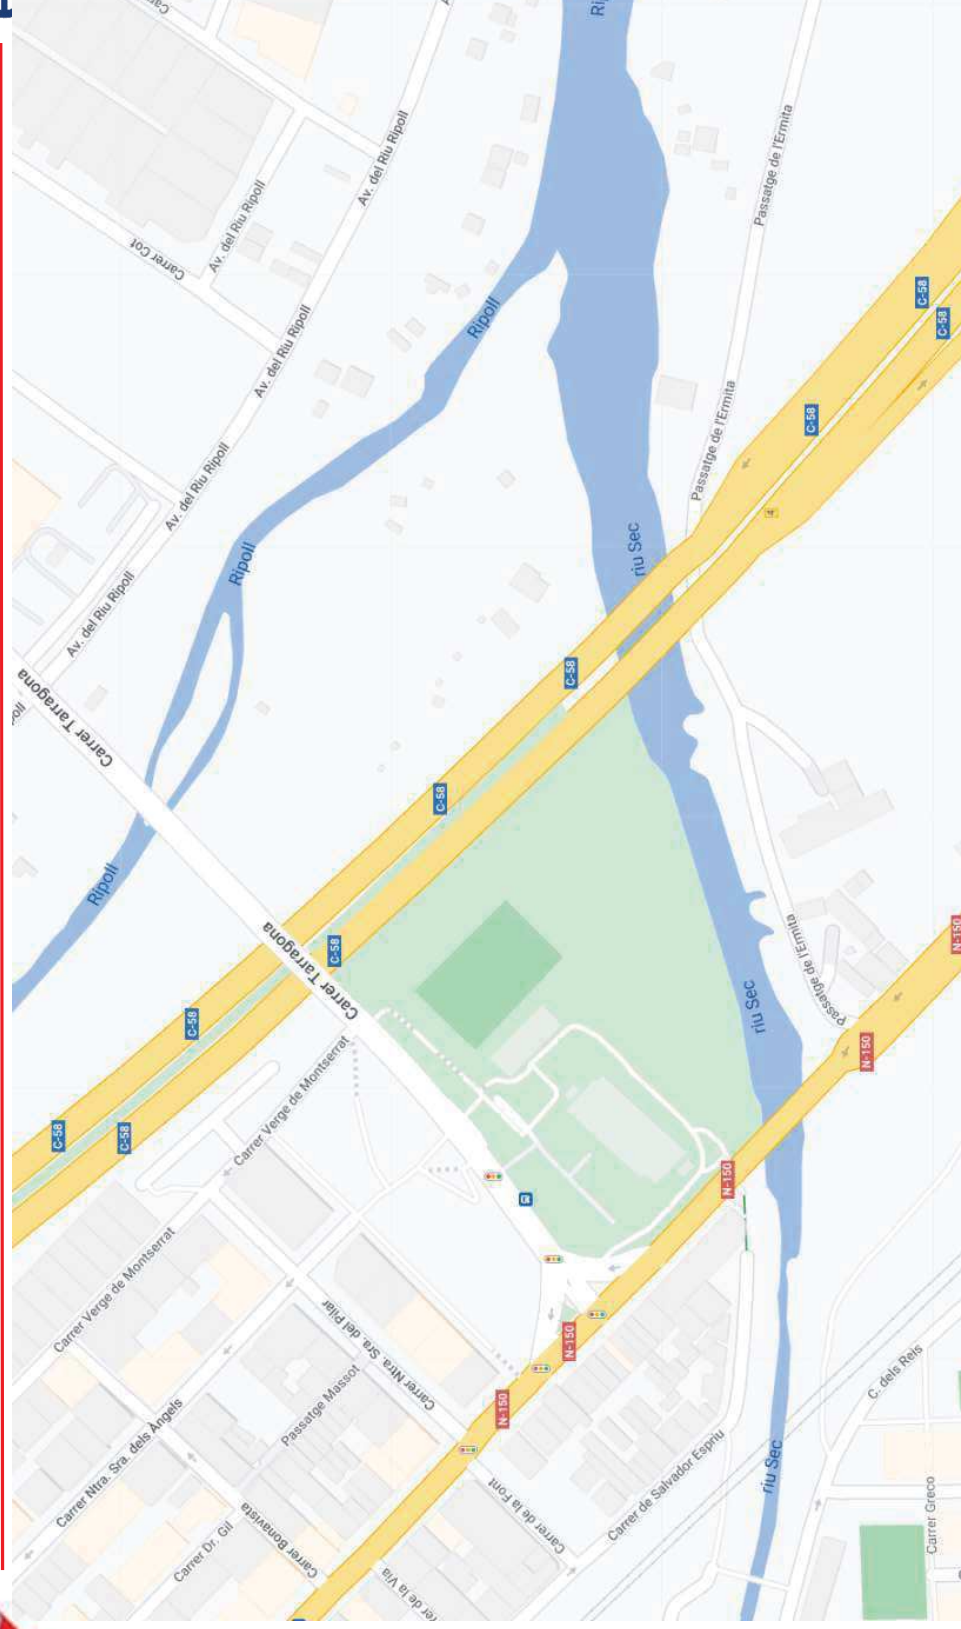 Av. del Riu Ripoll
Av. del Riu Ripoll
Carrer Cot
Passatge de l'Ermita
Ripoll
C-58
C-58
Av. del Riu Ripoll
C-58
Passatge de l'Ermita
Av. del Riu Ripoll
4
riu Sec
Ripoll
Av. del Riu Ripoll
C-58
Carrer Tarragona
C-58
Ripoll
Carrer Tarragona
C-58
Passatge de l'Ermita
N-150
C-58
riu Sec
N-150
Carrer Verge de Montserrat
C-58
C-58
N-150
Carrer Verge de Montserrat
Carrer Ntra. Sra. del Pilar
N-150
Passatge Massot
N-150
C. dels Reis
Carrer Ntra. Sra. dels Àngels
Carrer de Salvador Espriu
riu Sec
Carrer de la Font
Carrer Bonavista
Carrer Dr. Gil
Carrer Greco
rer de la Via